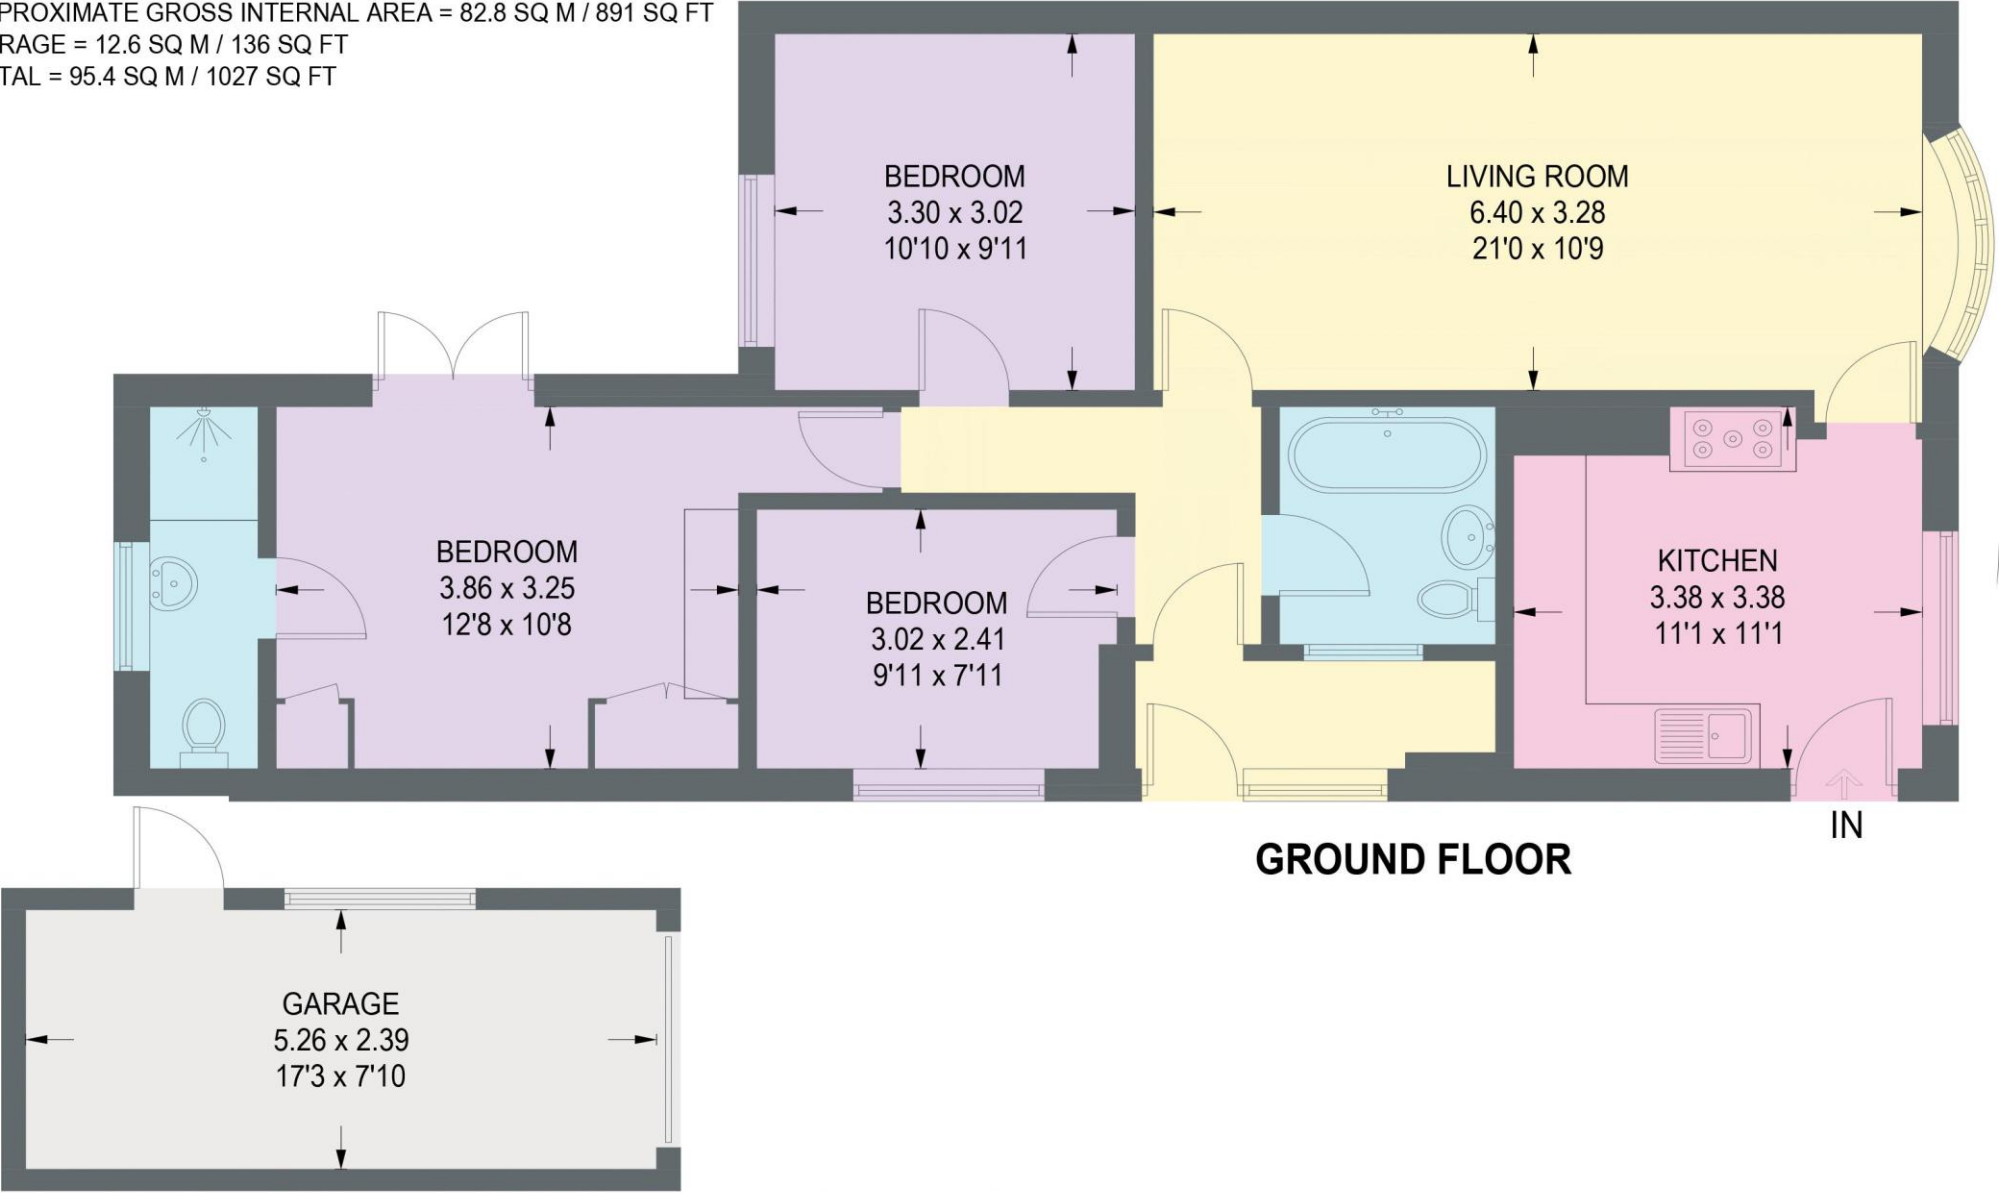 PROXIMATE GROSS INTERNAL AREA = 82.8 SQ M / 891 SQ FT
RAGE = 12.6 SQ M / 136 SQ FT
TAL = 95.4 SQ M / 1027 SQ FT
BEDROOM
3.30 x 3.02
10'10 x 9'11
LIVING ROOM
6.40 x 3.28
21'0 x 10'9
BEDROOM
3.86 x 3.25
12'8 x 10'8
BEDROOM
3.02 x 2.41
9'11 x 7'11
KITCHEN
3.38 x 3.38
11'1 x 11'1
IN
GROUND FLOOR
GARAGE
5.26 x 2.39
17'3 x 7'10